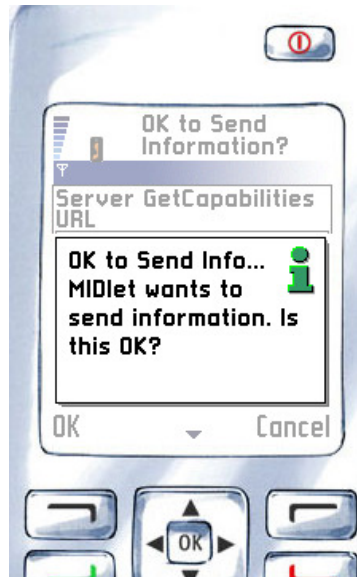 OK to Send
Information?
Server GetCapabilities
URL
OK to Send Info...
MIDlet wants to
send information. Is
this OK?
OK
Cancel
OK